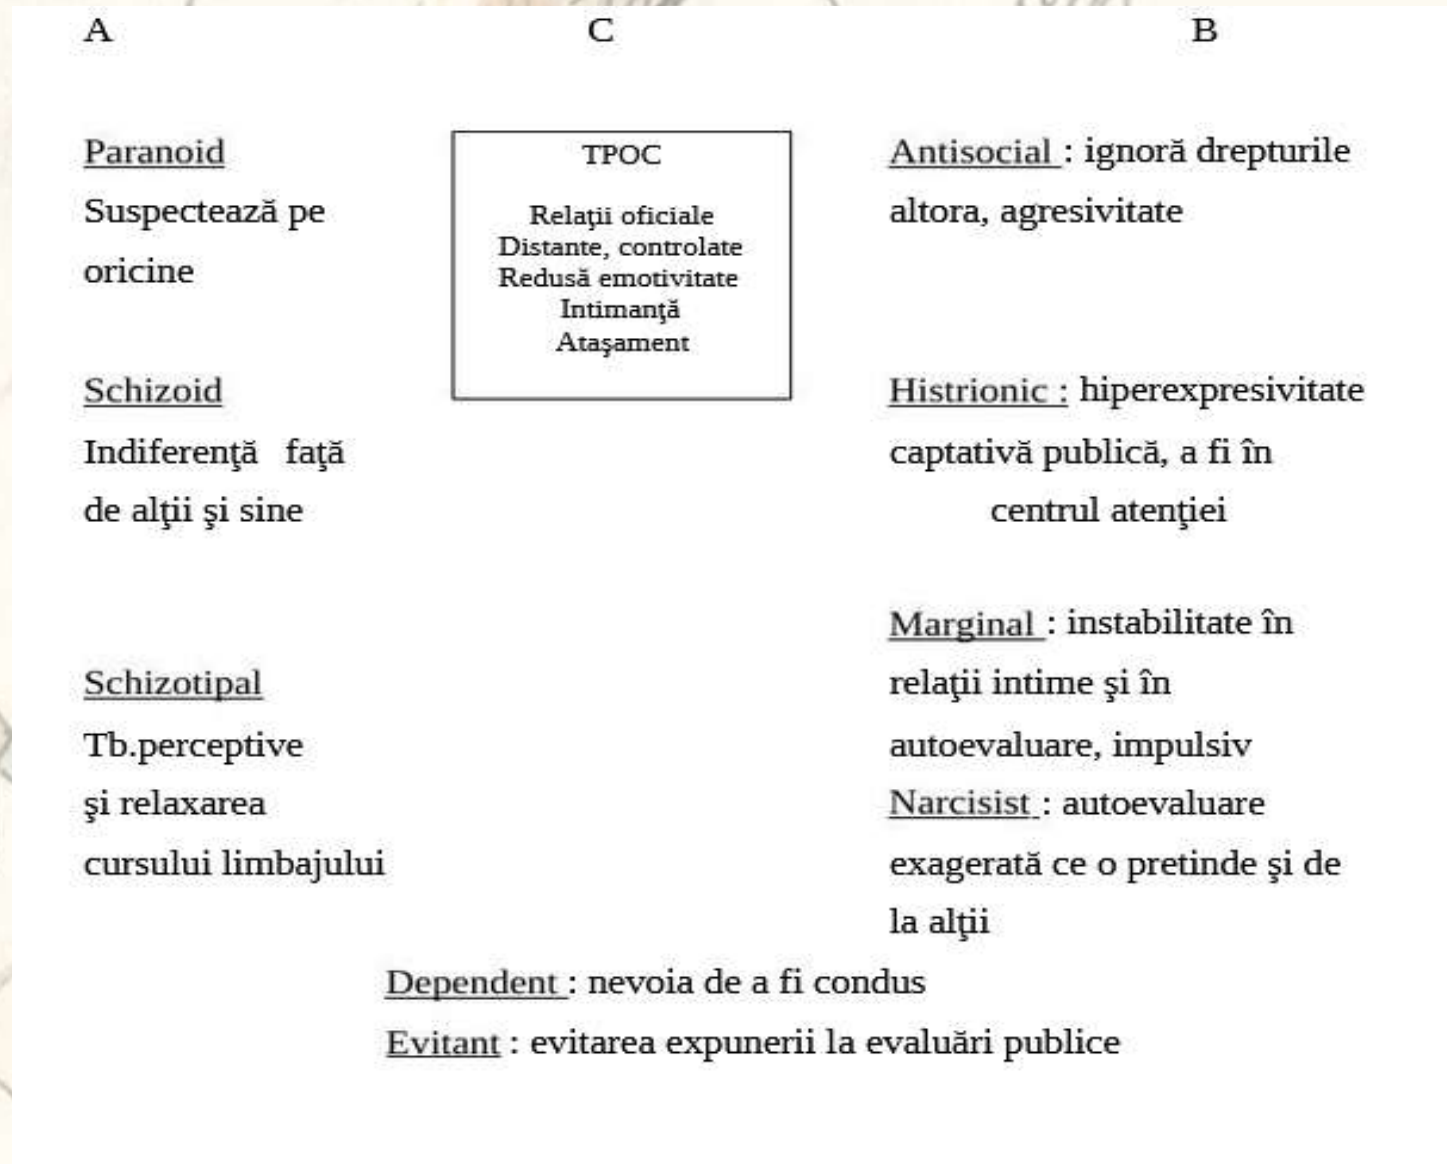 A
C
B
Paranoid
Suspectează pe
oricine
Schizoid
Indiferenţă faţă
de alţii şi sine
Schizotipal
Tb.perceptive
şi relaxarea
cursului limbajului
TPOC
Relaţii oficiale
Distante, controlate
Redusă emotivitate
Intimanţă
Ataşament
Antisocial : ignoră drepturile
altora, agresivitate
Histrionic : hiperexpresivitate
captativă publică, a fi în
centrul atenţiei
Marginal : instabilitate în
relaţii intime şi în
autoevaluare, impulsiv
Narcisist : autoevaluare
exagerată ce o pretinde şi de
la alţii
Dependent : nevoia de a fi condus
Evitant : evitarea expunerii la evaluări publice